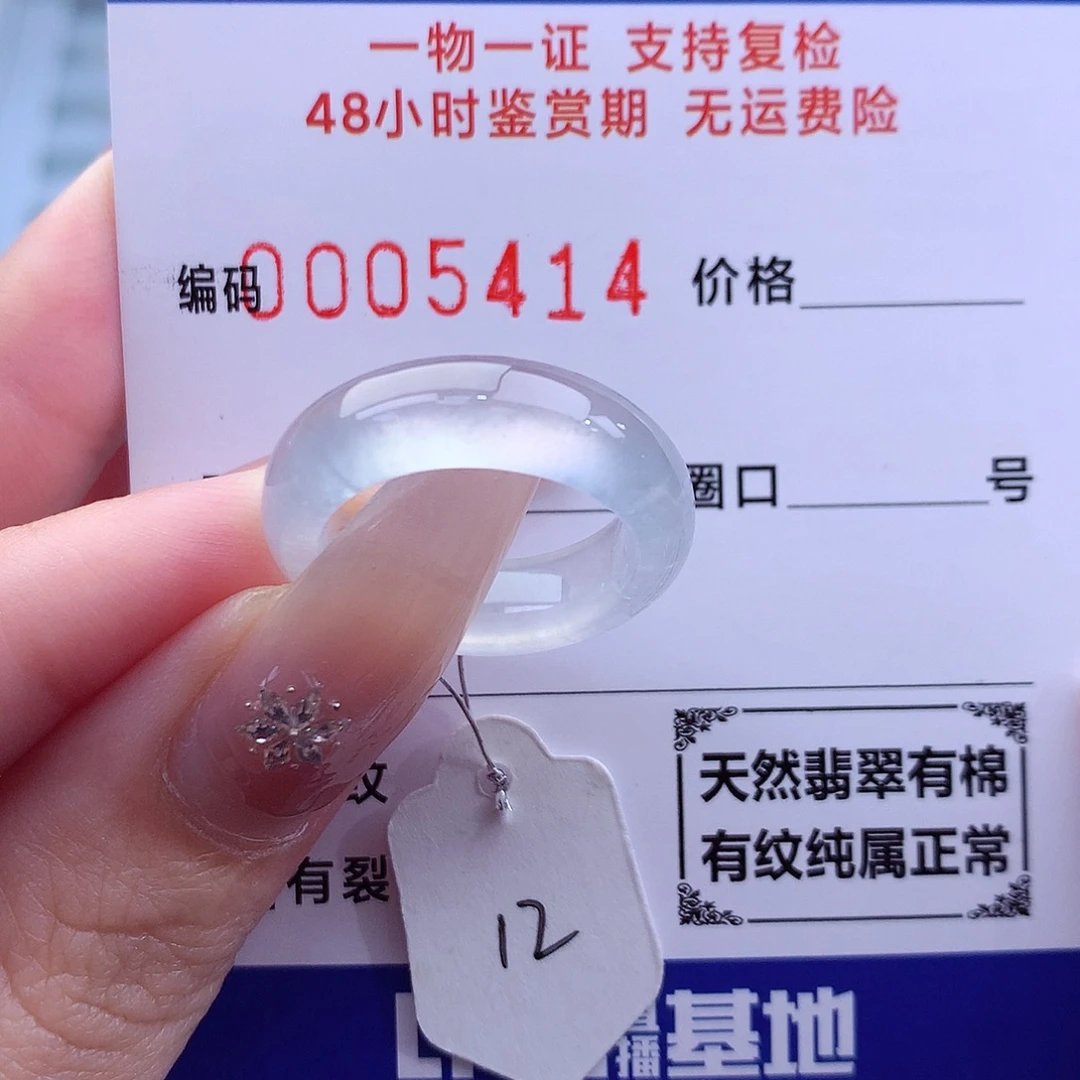 一物一证 支持复检
48小时鉴赏期 无运费险
编码0005414 价格
圈口 号
纹
有裂
天然翡翠有棉
有纹纯属正常
12
播基地